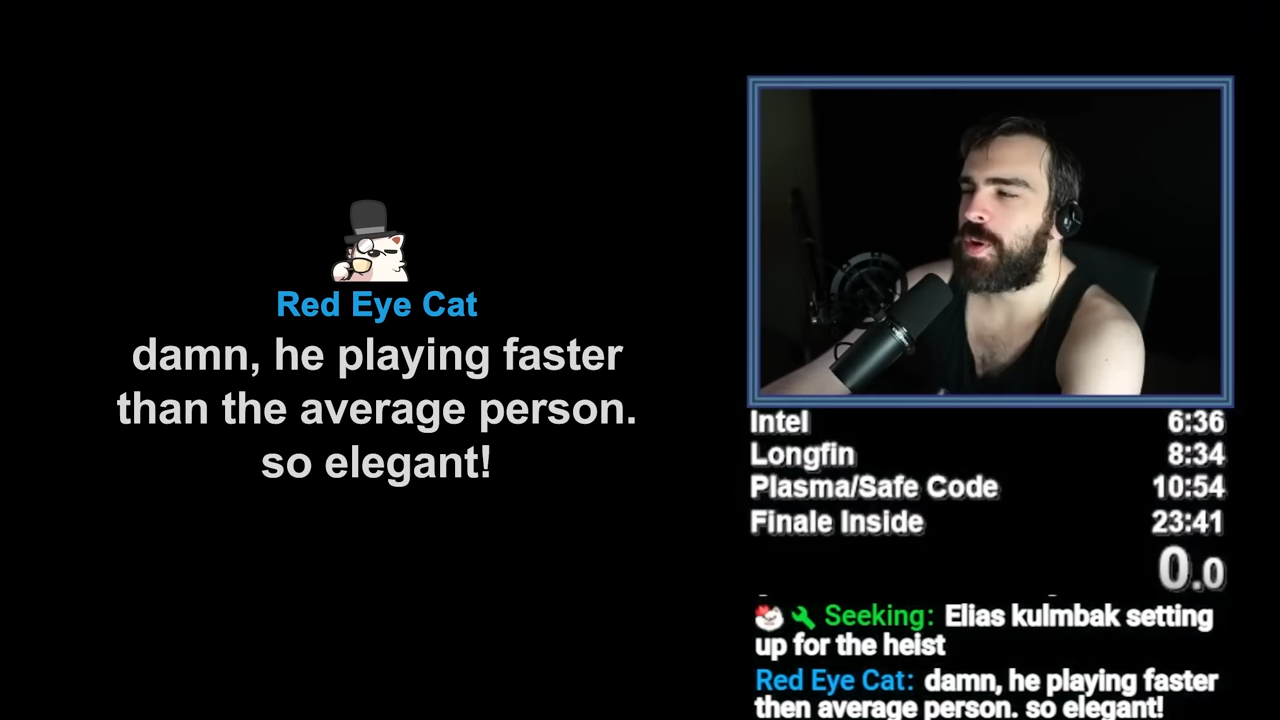 Red Eye Cat
damn, he playing faster
than the average person.
so elegant!
Intel 6:36
Longfin 8:34
Plasma/Safe Code 10:54
Finale Inside 23:41
0.0
Seeking: Elias kulmbak setting
up for the heist
Red Eye Cat: damn, he playing faster
then average person. so elegant!